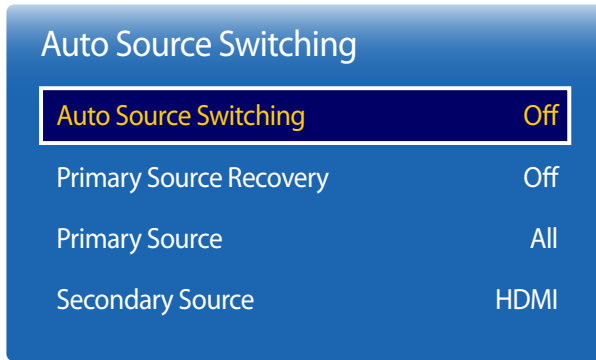 Auto Source Switching
Auto Source Switching Off
Primary Source Recovery Off
Primary Source All
Secondary Source HDMI